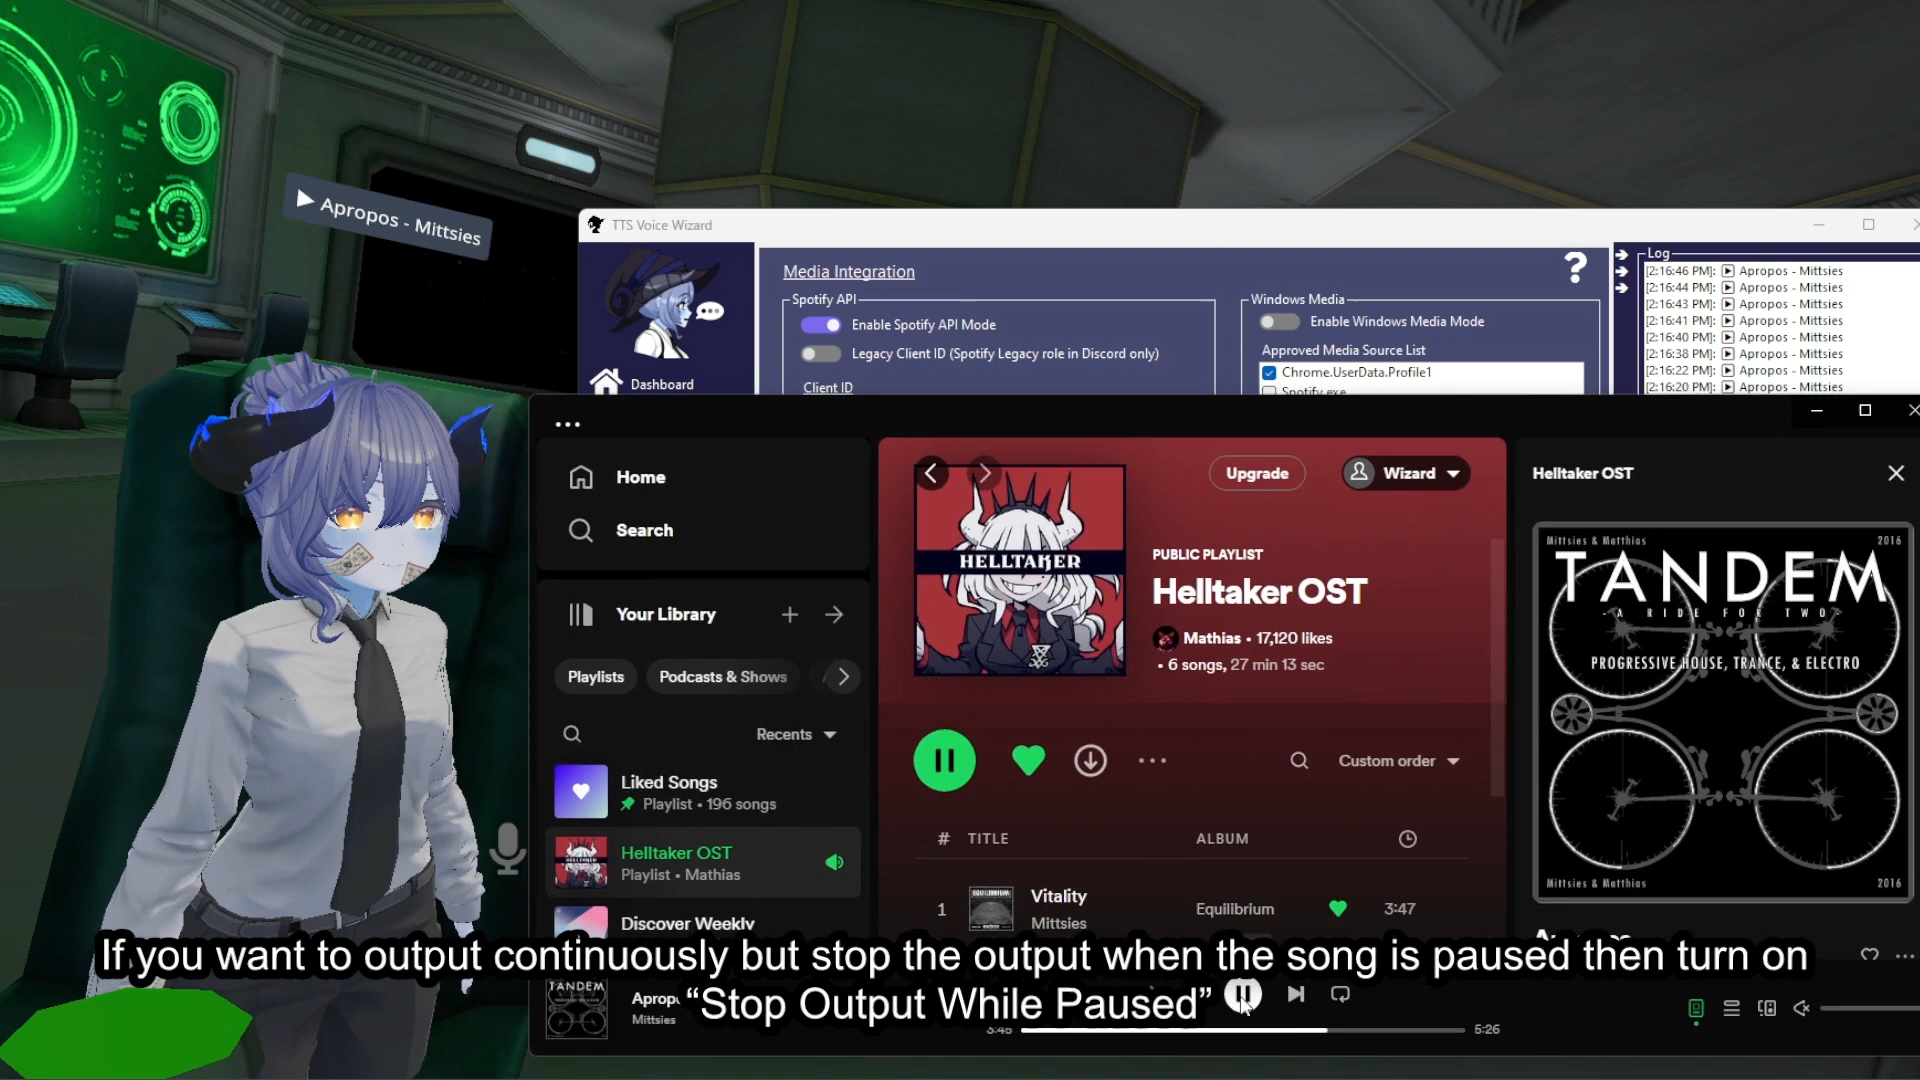 ▶ Apropos - Mittsies
TTS Voice Wizard
Media Integration
?
Spotify API
Enable Spotify API Mode
Legacy Client ID (Spotify Legacy role in Discord only)
Client ID
Dashboard
Windows Media
Enable Windows Media Mode
Approved Media Source List
Chrome.UserData.Profile1
Spotify.exe
Log
[2:16:46 PM]: ▶ Apropos - Mittsies
[2:16:44 PM]: ▶ Apropos - Mittsies
[2:16:43 PM]: ▶ Apropos - Mittsies
[2:16:41 PM]: ▶ Apropos - Mittsies
[2:16:40 PM]: ▶ Apropos - Mittsies
[2:16:38 PM]: ▶ Apropos - Mittsies
[2:16:22 PM]: ▶ Apropos - Mittsies
[2:16:20 PM]: ▶ Apropos - Mittsies
Home
Search
Your Library
Playlists
Podcasts & Shows
Recents
Liked Songs
Playlist • 196 songs
Helltaker OST
Playlist • Mathias
Discover Weekly
HELLTAKER
Upgrade
Wizard
PUBLIC PLAYLIST
Helltaker OST
Mathias • 17,120 likes
• 6 songs, 27 min 13 sec
Custom order
# TITLE ALBUM
1 Vitality Equilibrium 3:47
Mittsies
EQUILIBRIUM
Helltaker OST
Mittsies & Matthias 2016
TANDEM
- A RIDE FOR TWO -
PROGRESSIVE HOUSE, TRANCE, & ELECTRO
Mittsies & Matthias 2016
If you want to output continuously but stop the output when the song is paused then turn on
“Stop Output While Paused”
TANDEM
Mittsies
3:45
5:26